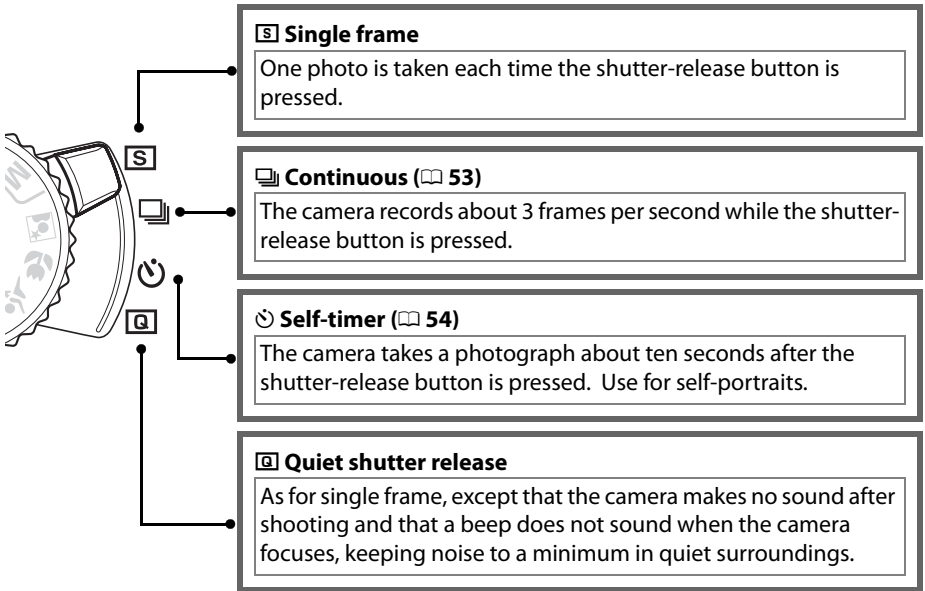 S Single frame
One photo is taken each time the shutter-release button is
pressed.
S
Continuous (53)
The camera records about 3 frames per second while the shutter-
release button is pressed.
M
Self-timer (54)
The camera takes a photograph about ten seconds after the
shutter-release button is pressed. Use for self-portraits.
Q
Q Quiet shutter release
As for single frame, except that the camera makes no sound after
shooting and that a beep does not sound when the camera
focuses, keeping noise to a minimum in quiet surroundings.